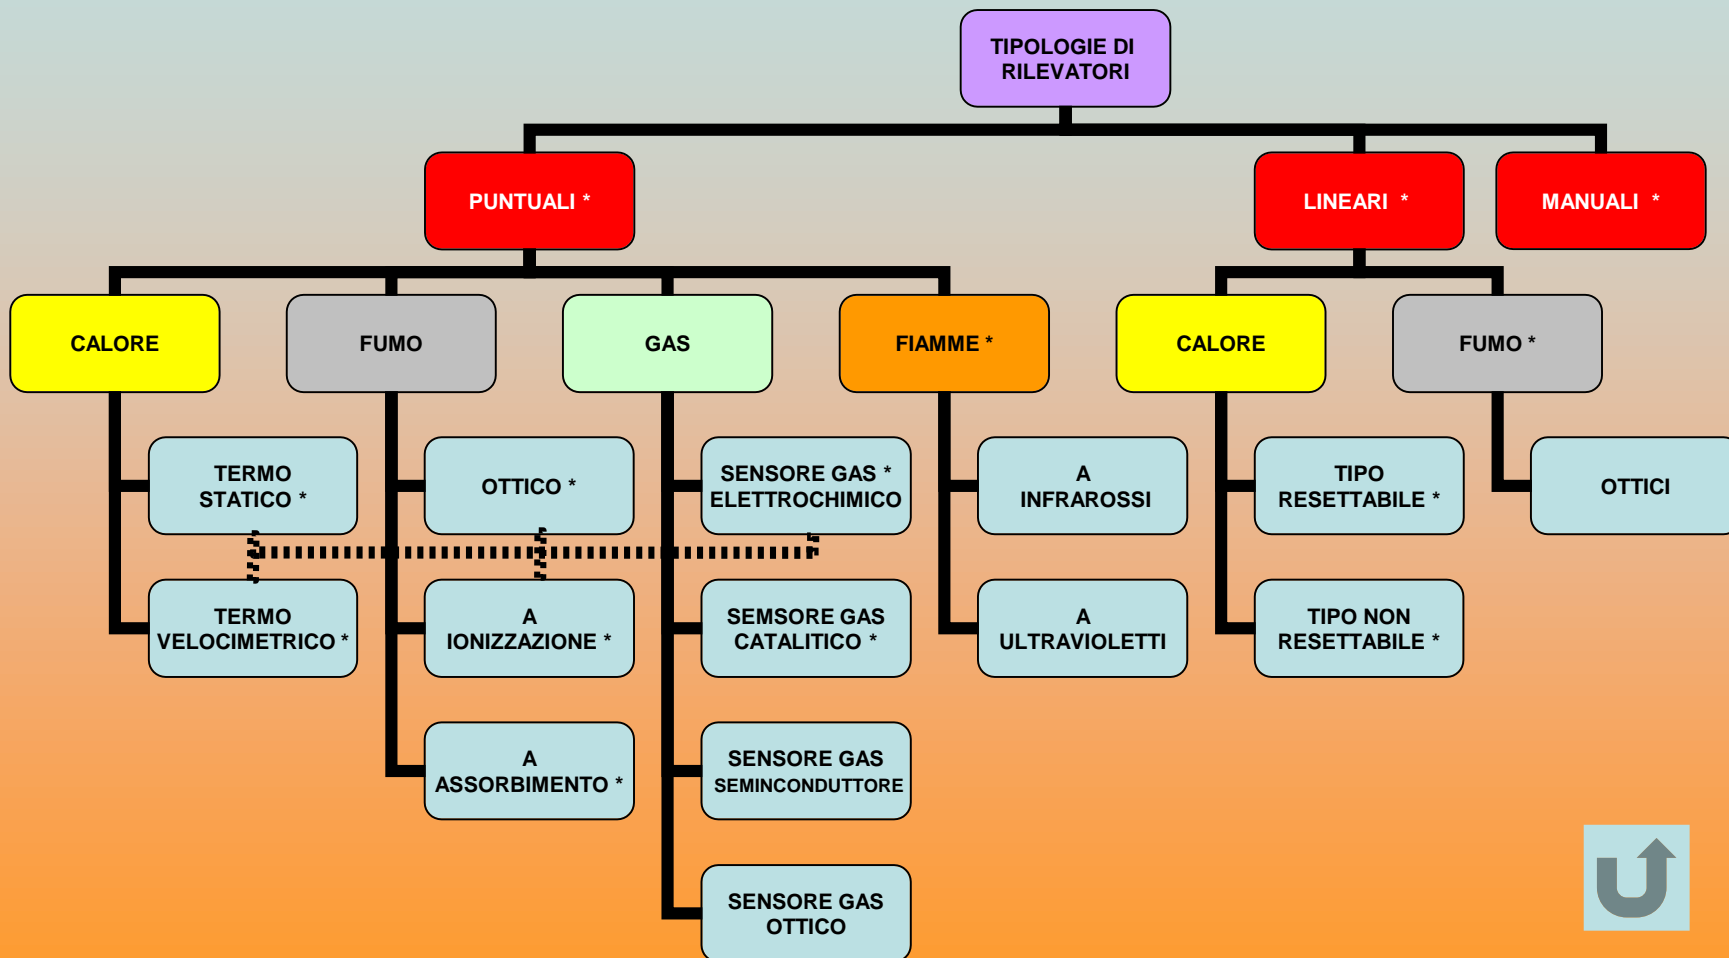 TIPOLOGIE DI
RILEVATORI
PUNTUALI *
LINEARI *
MANUALI *
CALORE
FUMO
GAS
FIAMME *
CALORE
FUMO *
TERMO
STATICO *
OTTICO *
SENSORE GAS *
ELETTROCHIMICO
A
INFRAROSSI
TIPO
RESETTABILE *
OTTICI
TERMO
VELOCIMETRICO *
A
IONIZZAZIONE *
SEMSORE GAS
CATALITICO *
A
ULTRAVIOLETTI
TIPO NON
RESETTABILE *
A
ASSORBIMENTO *
SENSORE GAS
SEMINCONDUTTORE
SENSORE GAS
OTTICO